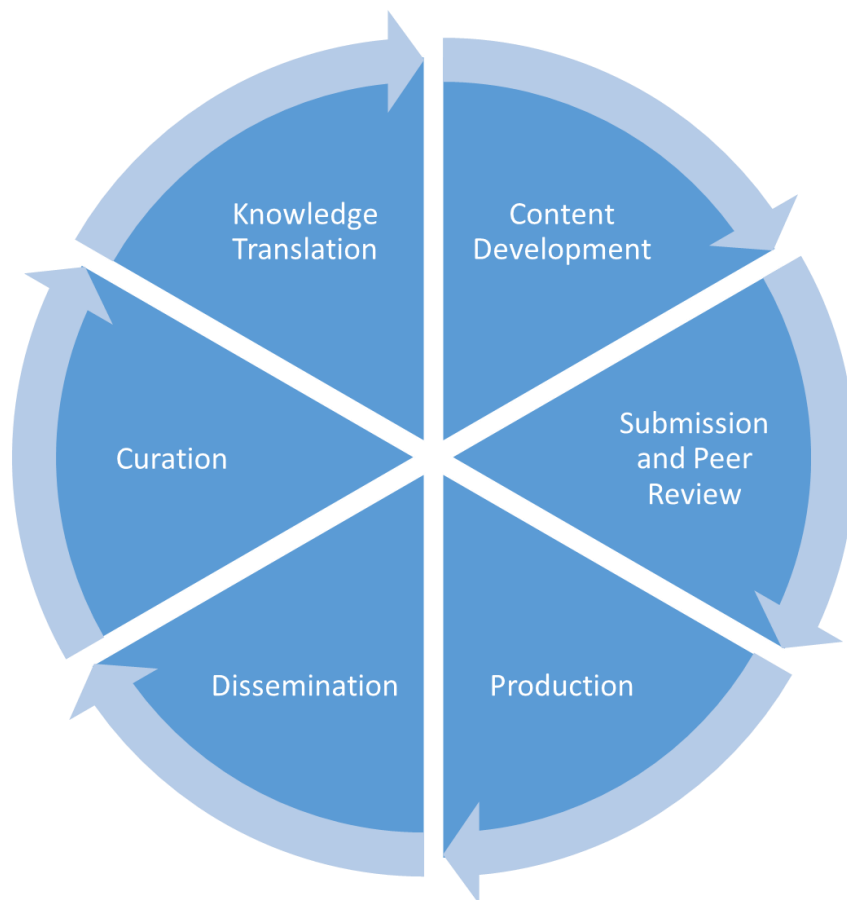 Knowledge
Translation
Content
Development
Submission
and Peer
Review
Curation
Dissemination
Production